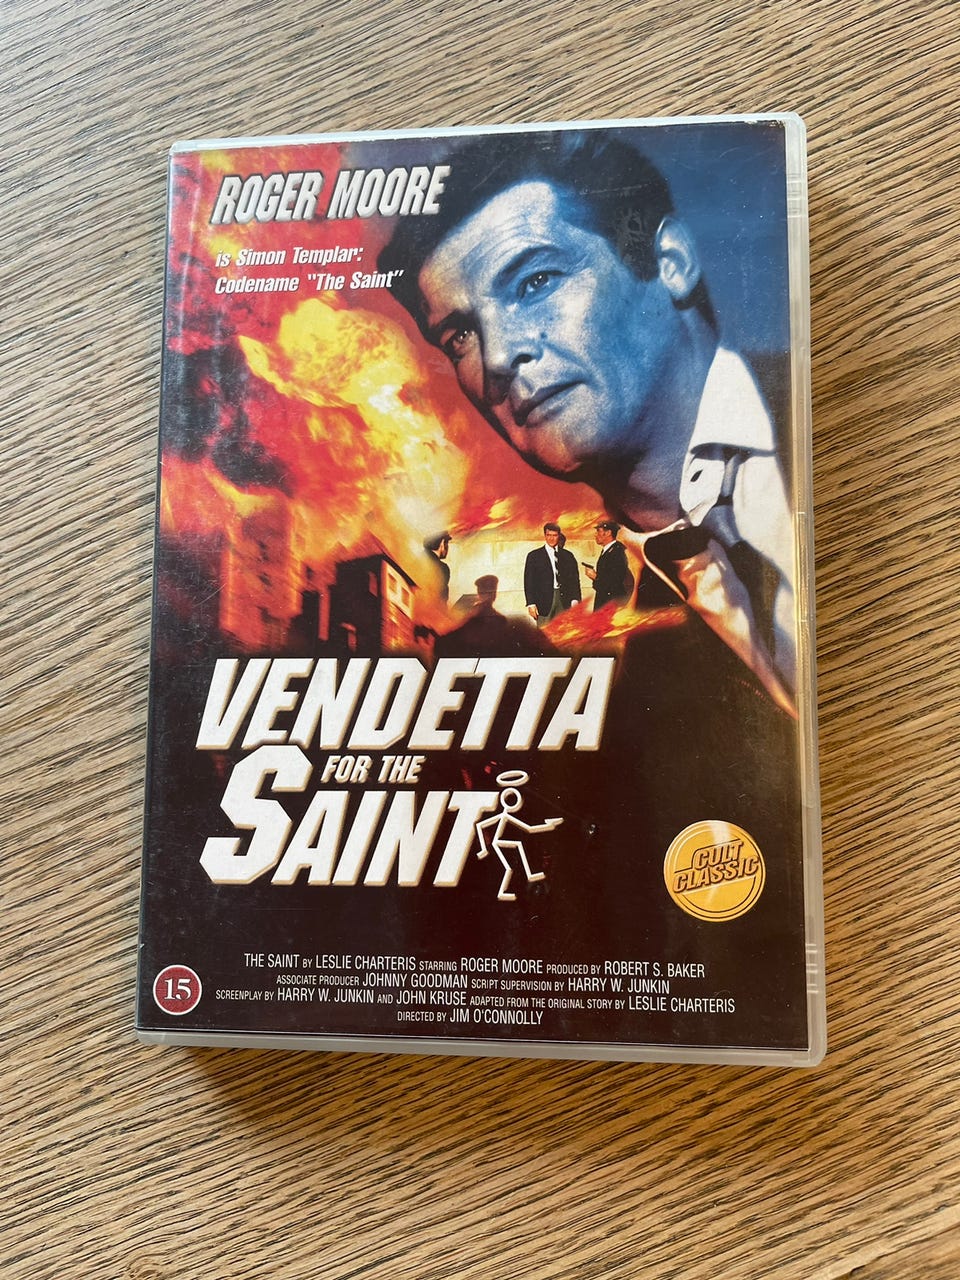 ROGER MOORE
is Simon Templar:
Codename "The Saint"
VENDETTA
FOR THE
SAINT
CULT
CLASSIC
THE SAINT BY LESLIE CHARTERIS STARRING ROGER MOORE PRODUCED BY ROBERT S. BAKER
ASSOCIATE PRODUCER JOHNNY GOODMAN SCRIPT SUPERVISION BY HARRY W. JUNKIN
SCREENPLAY BY HARRY W. JUNKIN AND JOHN KRUSE ADAPTED FROM THE ORIGINAL STORY BY LESLIE CHARTERIS
DIRECTED BY JIM O'CONNOLLY
15